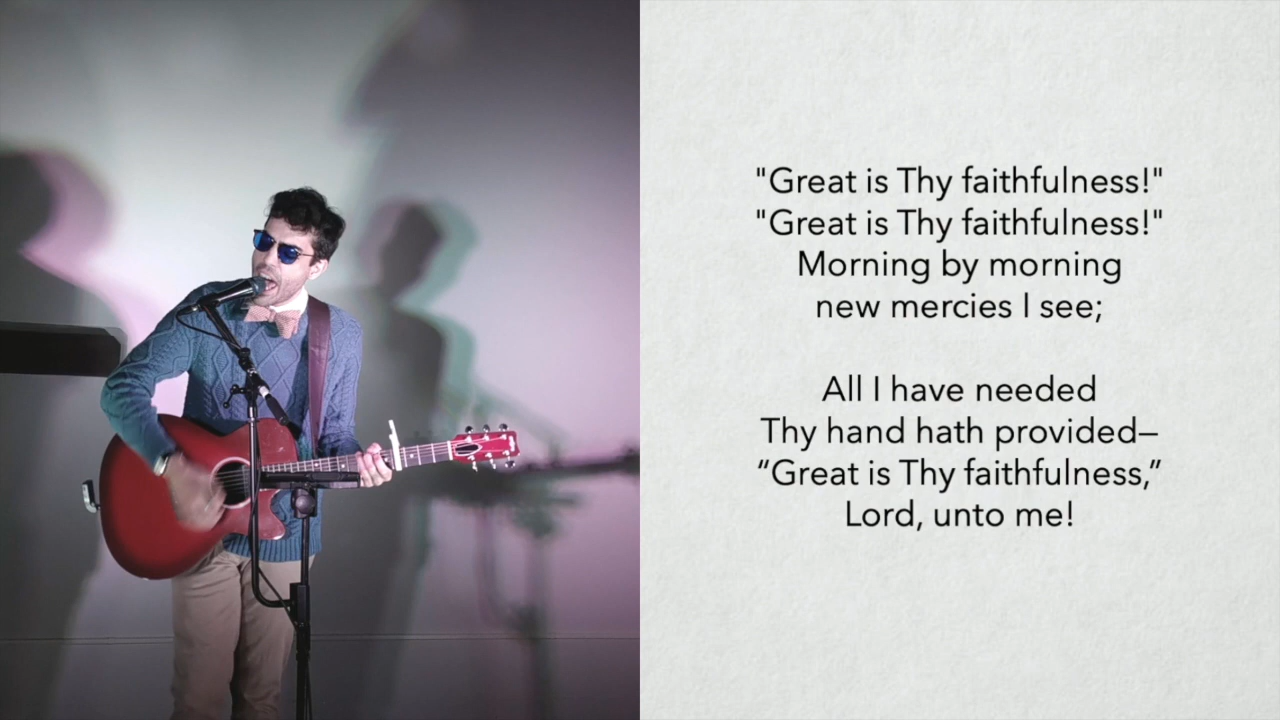 "Great is Thy faithfulness!"
"Great is Thy faithfulness!"
Morning by morning
new mercies I see;
All I have needed
Thy hand hath provided—
“Great is Thy faithfulness,”
Lord, unto me!